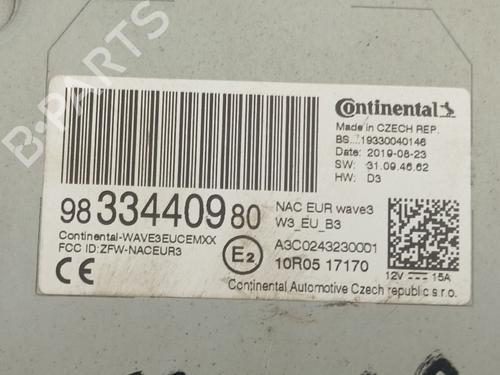 Continental
Made in CZECH REP.
BS...19330040146
Date: 2019-08-23
SW: 31.09.46.62
HW: D3
98 33440980
NAC EUR wave3
W3_EU_B3
Continental-WAVE3EUCEMXX
FCC ID:ZFW-NACEUR3
A3C0243230001
E2
10R05 17170
12V 15A
CE
Continental Automotive Czech republic s.r.o.
B-PARTS